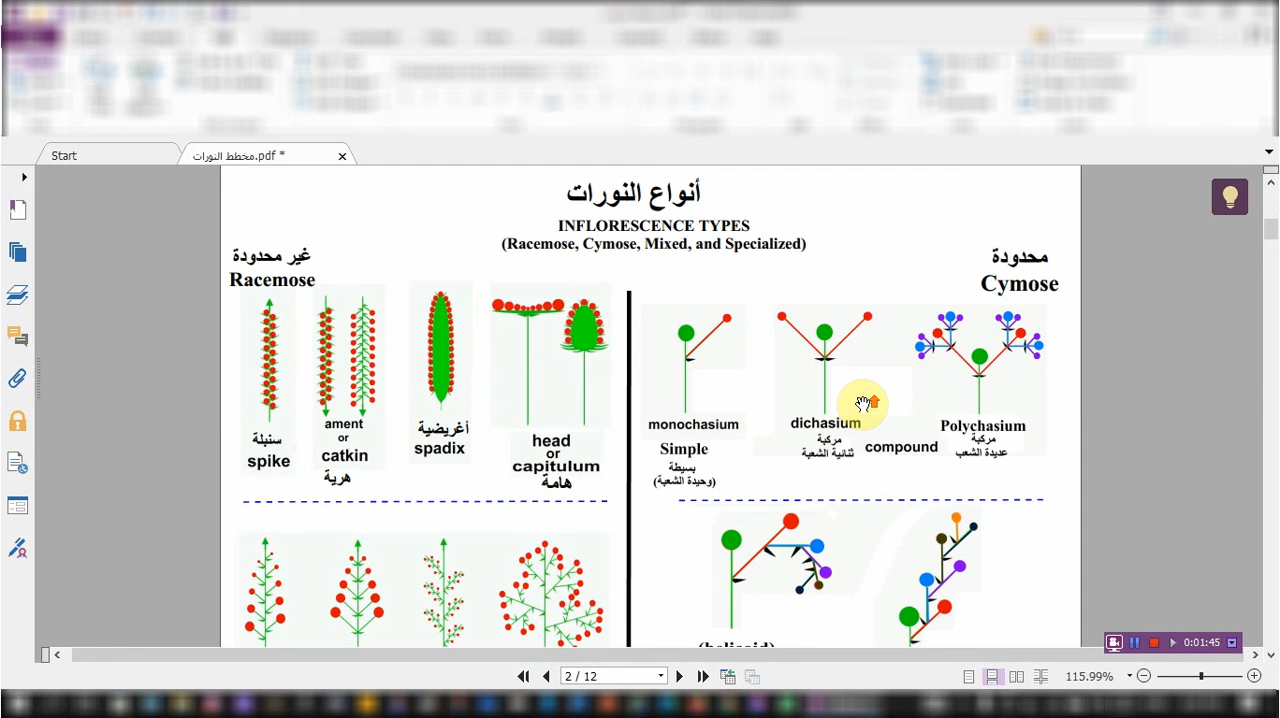 Start
مخطط النورات.pdf *
أنواع النورات
INFLORESCENCE TYPES
(Racemose, Cymose, Mixed, and Specialized)
غير محدودة
Racemose
محدودة
Cymose
سنبلة
spike
ament
or
catkin
هرية
أغريضية
spadix
head
or
capitulum
هامة
monochasium
Simple
بسيطة
(وحيدة الشعبة)
dichasium
مركبة
ثنائية الشعبة
compound
Polychasium
مركبة
عديدة الشعب
2 / 12
115.99%
0:01:45